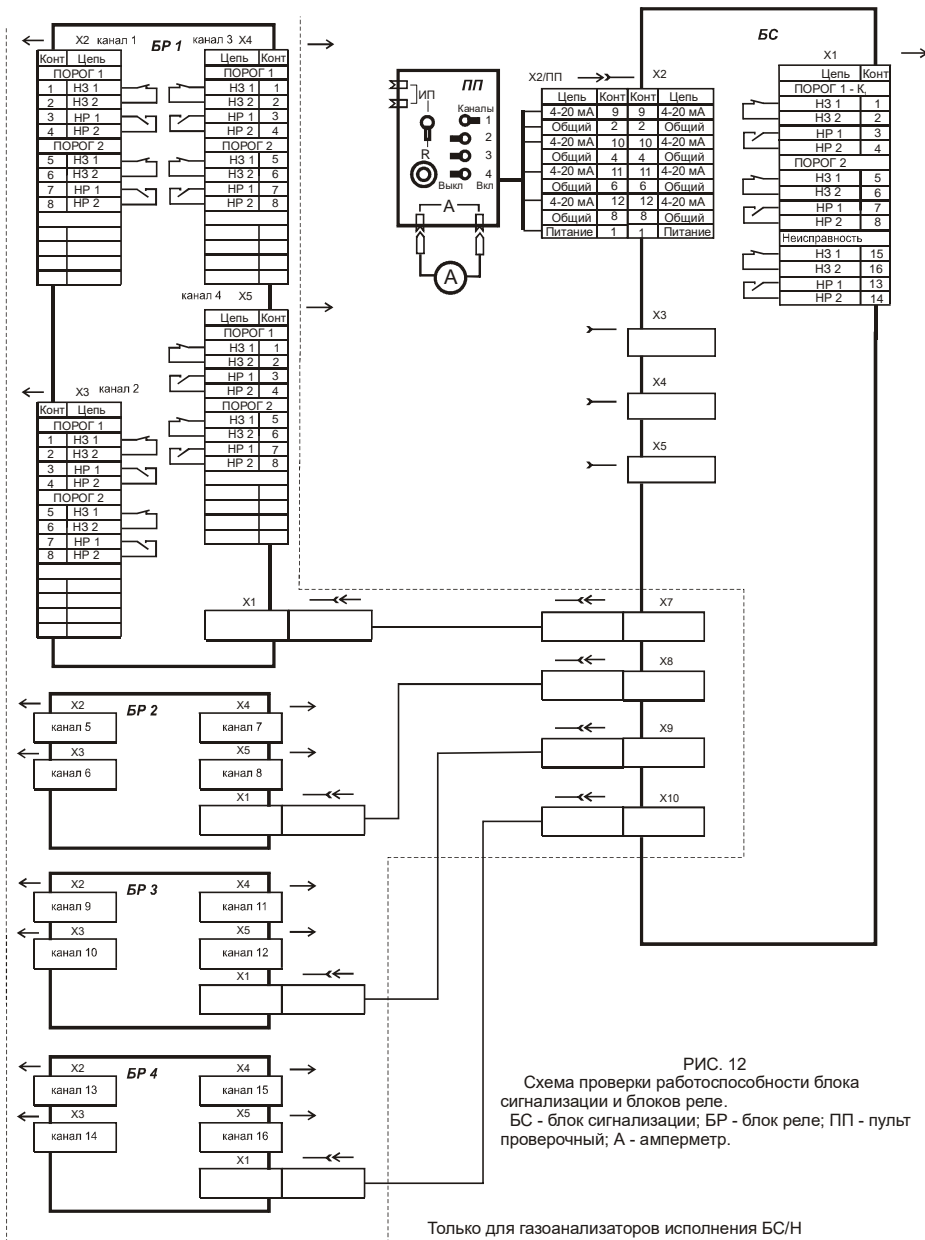 X2 канал 1
БР 1
канал 3 X4
Конт Цепь
ПОРОГ 1
1 НЗ 1
2 НЗ 2
3 НР 1
4 НР 2
ПОРОГ 2
5 НЗ 1
6 НЗ 2
7 НР 1
8 НР 2
Цепь Конт
ПОРОГ 1
НЗ 1 1
НЗ 2 2
НР 1 3
НР 2 4
ПОРОГ 2
НЗ 1 5
НЗ 2 6
НР 1 7
НР 2 8
канал 4 X5
Цепь Конт
ПОРОГ 1
НЗ 1 1
НЗ 2 2
НР 1 3
НР 2 4
ПОРОГ 2
НЗ 1 5
НЗ 2 6
НР 1 7
НР 2 8
X3 канал 2
Конт Цепь
ПОРОГ 1
1 НЗ 1
2 НЗ 2
3 НР 1
4 НР 2
ПОРОГ 2
5 НЗ 1
6 НЗ 2
7 НР 1
8 НР 2
X1
ПП
ИП
Каналы
1
2
3
4
R
Выкл Вкл
А
А
X2/ПП X2
Цепь Конт Конт Цепь
4-20 мА 9 9 4-20 мА
Общий 2 2 Общий
4-20 мА 10 10 4-20 мА
Общий 4 4 Общий
4-20 мА 11 11 4-20 мА
Общий 6 6 Общий
4-20 мА 12 12 4-20 мА
Общий 8 8 Общий
Питание 1 1 Питание
БС
X1
Цепь Конт
ПОРОГ 1 - К,
НЗ 1 1
НЗ 2 2
НР 1 3
НР 2 4
ПОРОГ 2
НЗ 1 5
НЗ 2 6
НР 1 7
НР 2 8
Неисправность
НЗ 1 15
НЗ 2 16
НР 1 13
НР 2 14
X3
X4
X5
X7
X8
X9
X10
X2
БР 2
X4
канал 5
канал 7
X3
X5
канал 6
канал 8
X1
X2
БР 3
X4
канал 9
канал 11
X3
X5
канал 10
канал 12
X1
X2
БР 4
X4
канал 13
канал 15
X3
X5
канал 14
канал 16
X1
РИС. 12
Схема проверки работоспособности блока
сигнализации и блоков реле.
БС - блок сигнализации; БР - блок реле; ПП - пульт
проверочный; А - амперметр.
Только для газоанализаторов исполнения БС/Н